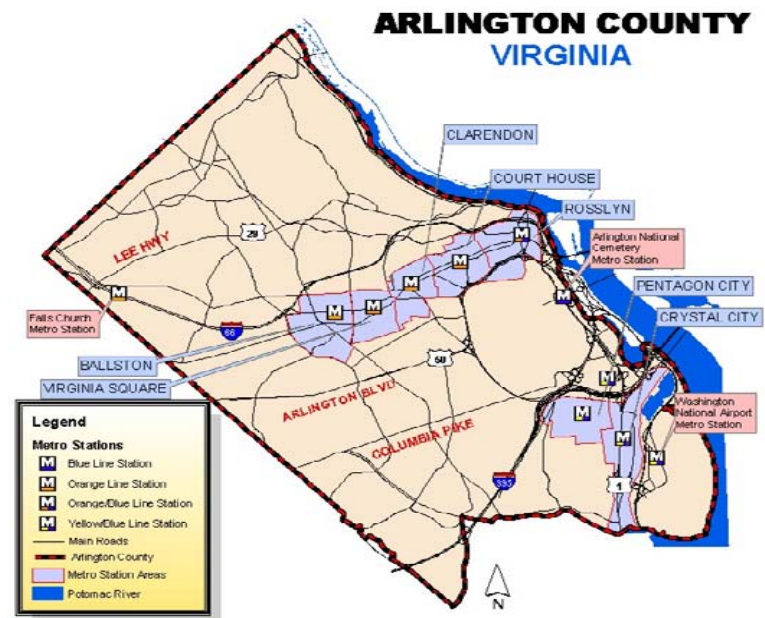 ARLINGTON COUNTY
VIRGINIA
CLARENDON
COURT HOUSE
ROSSLYN
Arlington National
Cemetery
Metro Station
PENTAGON CITY
CRYSTAL CITY
LEE HWY
29
M
M
M
M
M
M
M
Falls Church
Metro Station
66
BALLSTON
VIRGINIA SQUARE
50
ARLINGTON BLVD
COLUMBIA PIKE
M
M
M
M
Washington
National Airport
Metro Station
395
1
Legend
Metro Stations
M Blue Line Station
M Orange Line Station
M Orange/Blue Line Station
M Yellow/Blue Line Station
Main Roads
Arlington County
Metro Station Areas
Potomac River
N